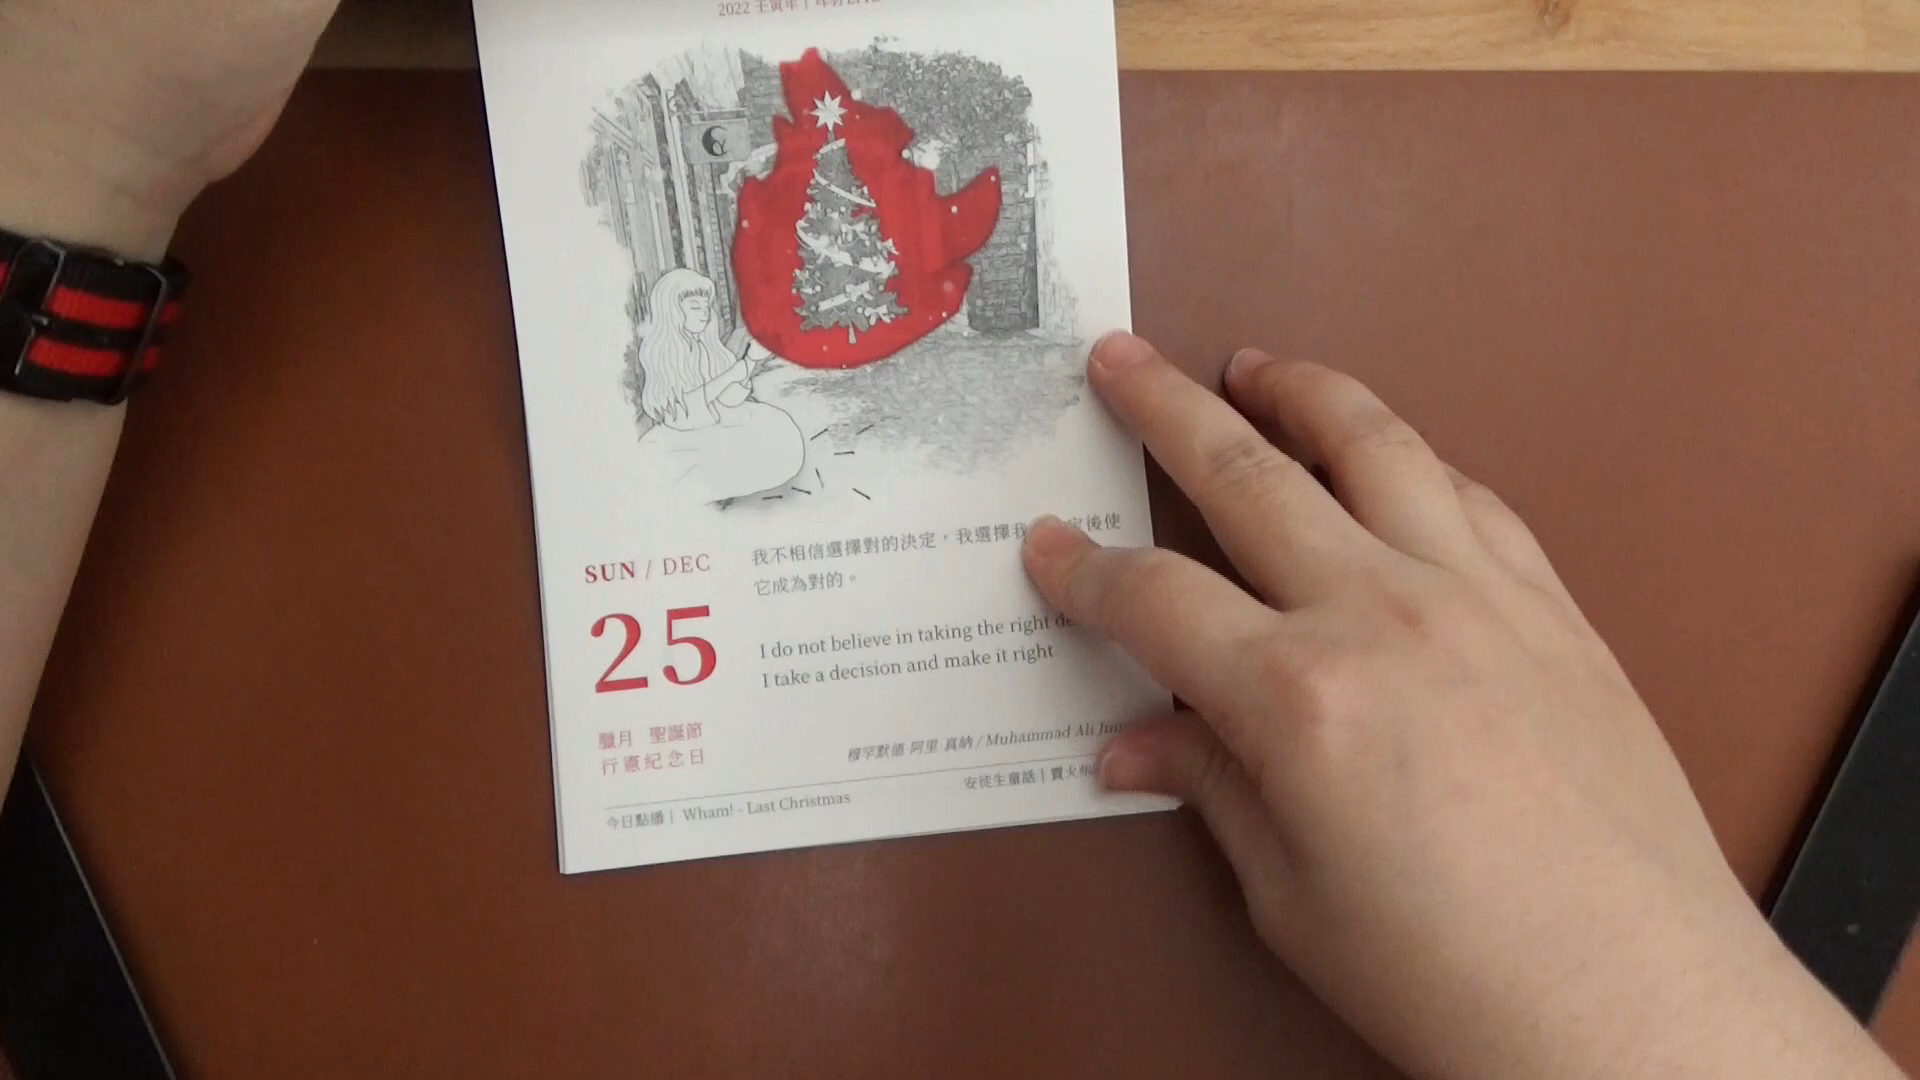 2022 壬寅年 |
SUN / DEC
25
臘月 聖誕節
行憲紀念日
我不相信選擇對的決定，我選擇我 定後使
它成為對的。
I do not believe in taking the right
I take a decision and make it right
穆罕默德 阿里 真納 / Muhammad Ali
安徒生童話 | 賣火
今日點播 | Wham! - Last Christmas